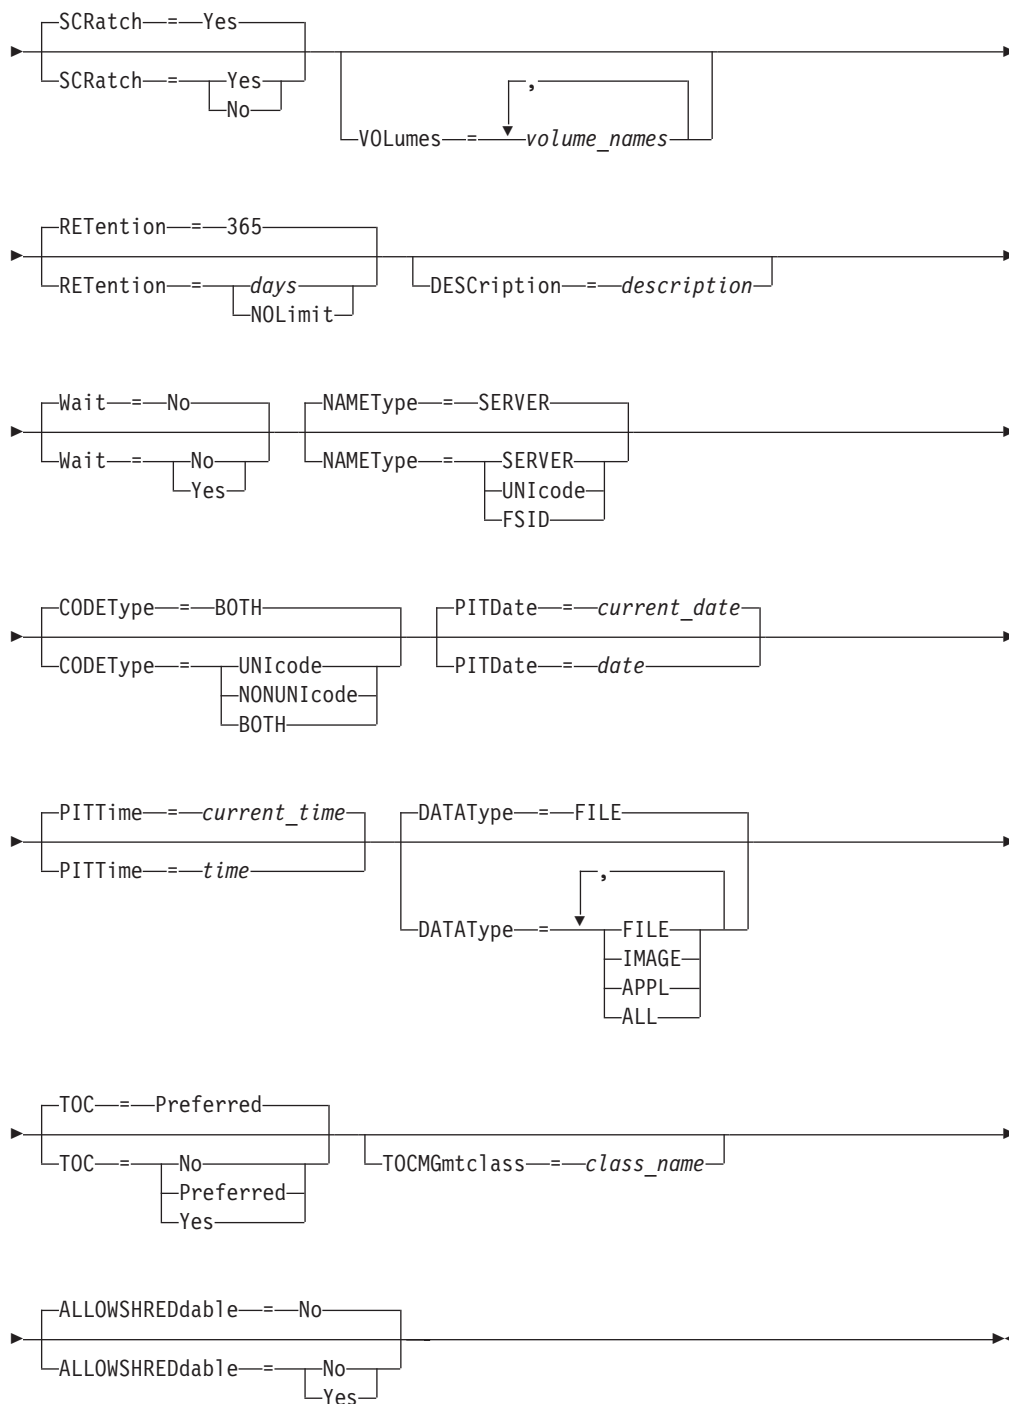 SCRatch = Yes
SCRatch = Yes
No
,
VOLumes = volume_names
RETention = 365
RETention = days
NOLimit
DESCription = description
Wait = No
Wait = No
Yes
NAMEType = SERVER
NAMEType = SERVER
UNIcode
FSID
CODEType = BOTH
CODEType = UNIcode
NONUNIcode
BOTH
PITDate = current_date
PITDate = date
PITTime = current_time
PITTime = time
DATAType = FILE
,
DATAType = FILE
IMAGE
APPL
ALL
TOC = Preferred
TOC = No
Preferred
Yes
TOCMGmtclass = class_name
ALLOWSHREDdable = No
ALLOWSHREDdable = No
Yes